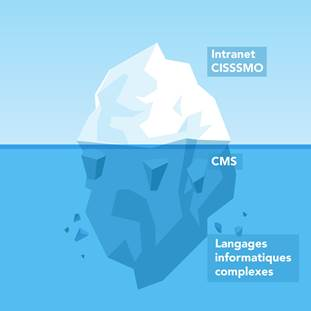 Intranet
CISSSMO
CMS
Langages
informatiques
complexes